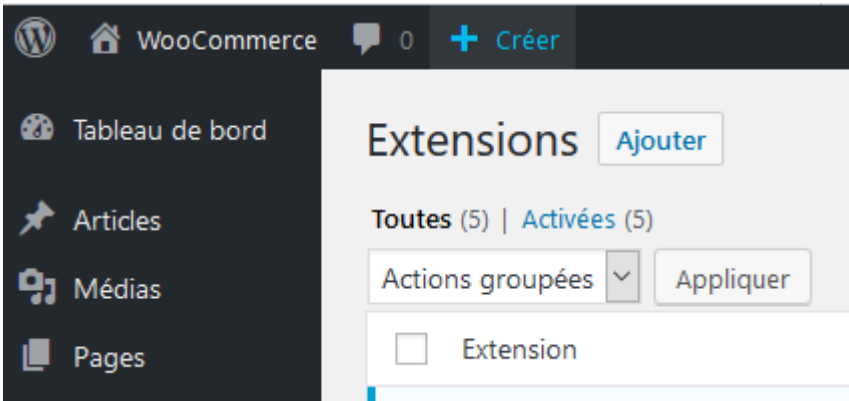 WooCommerce 0 + Créer
Tableau de bord
Extensions Ajouter
Articles
Toutes (5) | Activées (5)
Médias
Actions groupées Appliquer
Pages
Extension